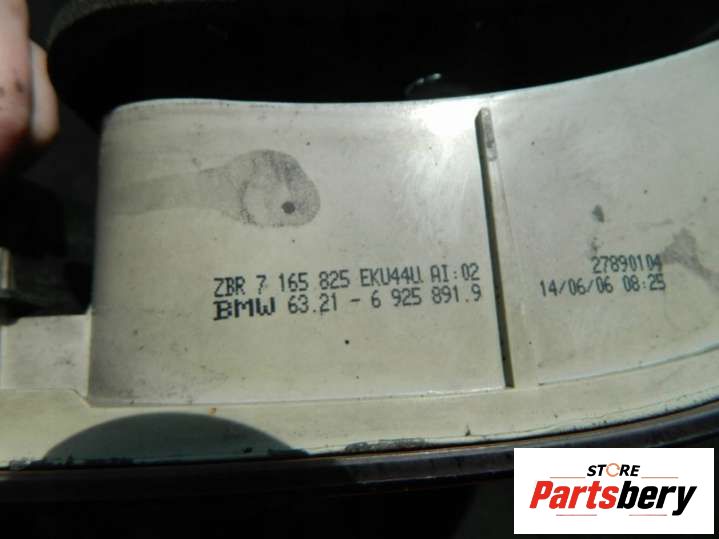 ZBR 7 165 825 EKU44U AI:02
BMW 63.21 - 6 925 891.9
27890104
14/06/06 08:25
STORE
Partsbery